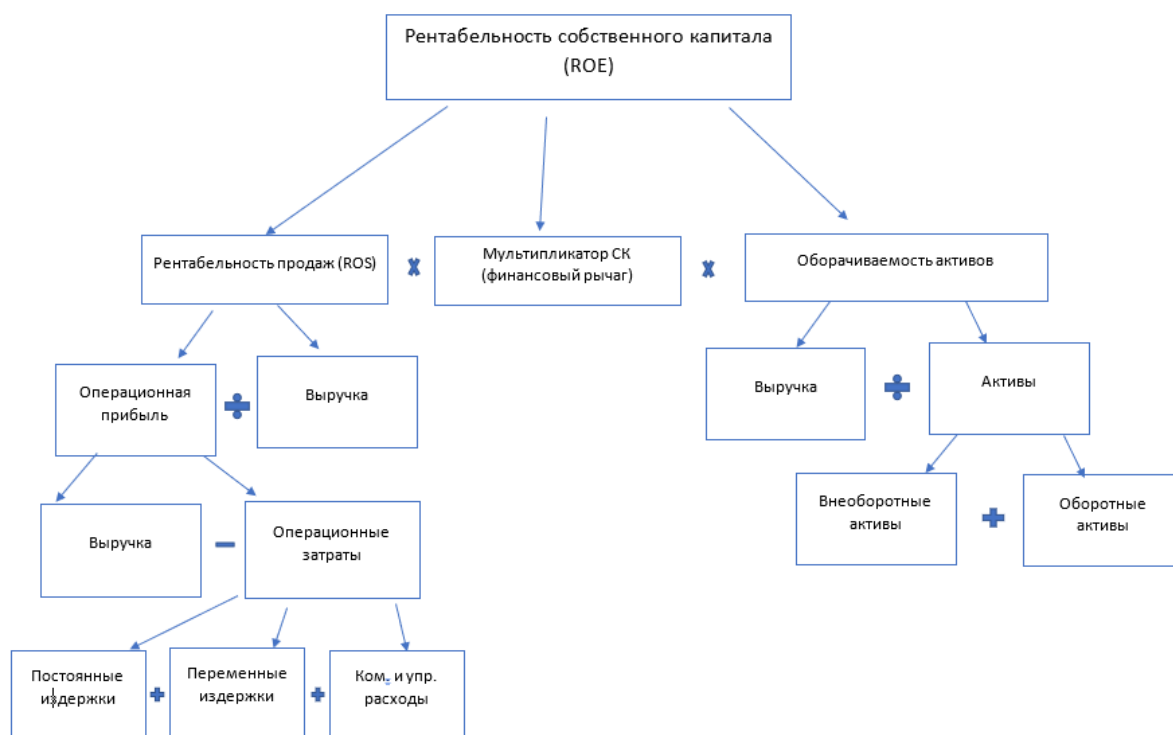 Рентабельность собственного капитала
(ROE)
Рентабельность продаж (ROS)
Мультипликатор СК
(финансовый рычаг)
Оборачиваемость активов
Операционная
прибыль
Выручка
Выручка
Активы
Выручка
Операционные
затраты
Внеоборотные
активы
Оборотные
активы
Постоянные
издержки
Переменные
издержки
Ком. и упр.
расходы